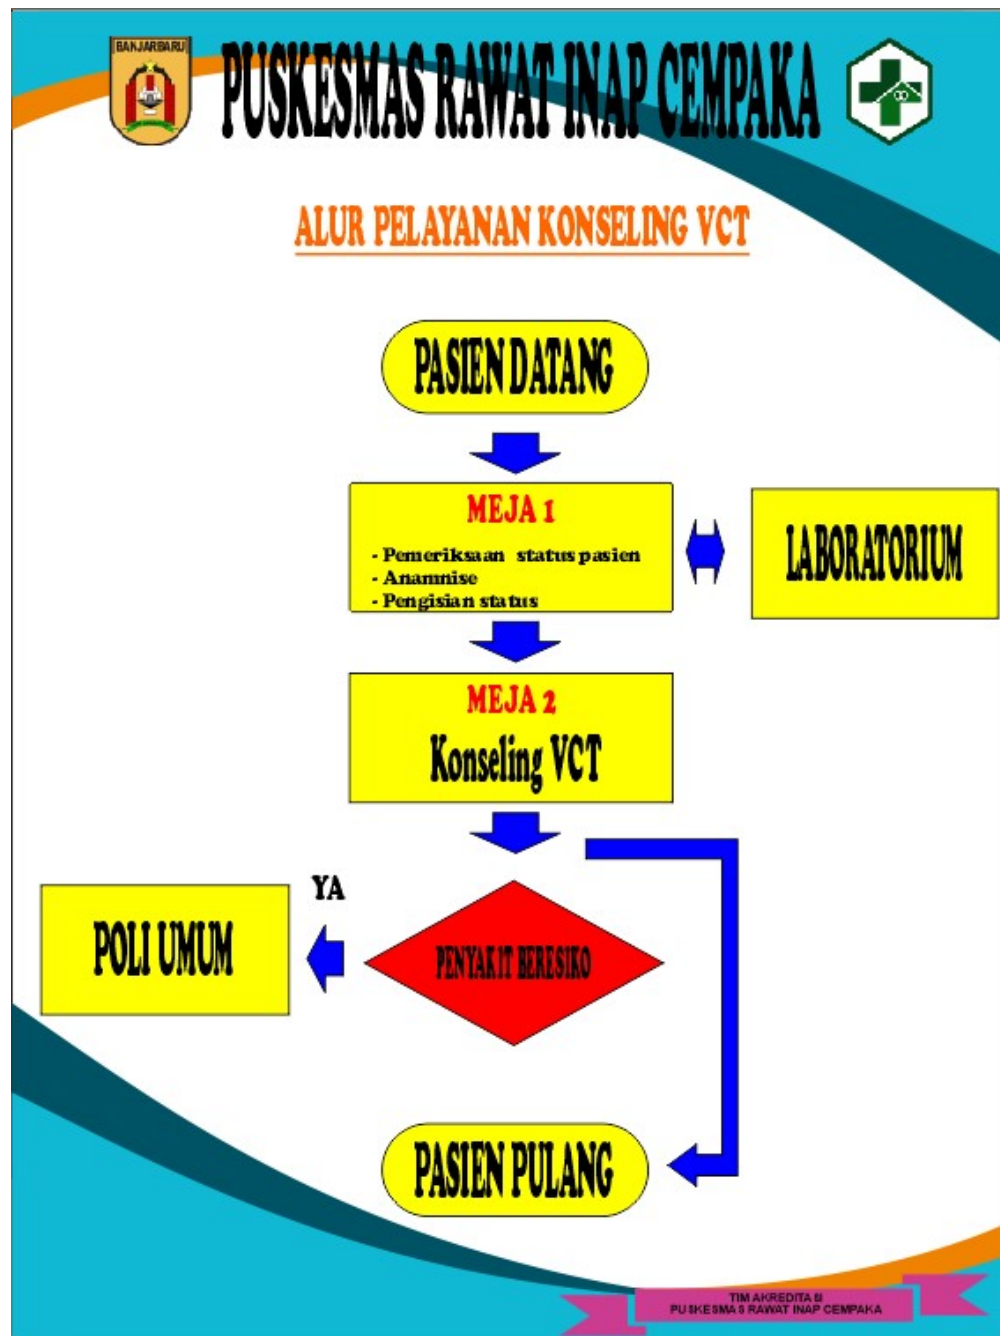 BANJARBARU
PUSKESMAS RAWAT INAP CEMPAKA
ALUR PELAYANAN KONSELING VCT
PASIEN DATANG
MEJA 1
- Pemeriksaan status pasien
- Anamnise
- Pengisian status
LABORATORIUM
MEJA 2
Konseling VCT
YA
POLI UMUM
PENYAKIT BERESIKO
PASIEN PULANG
TIM AKREDITASI
PUSKESMAS RAWAT INAP CEMPAKA